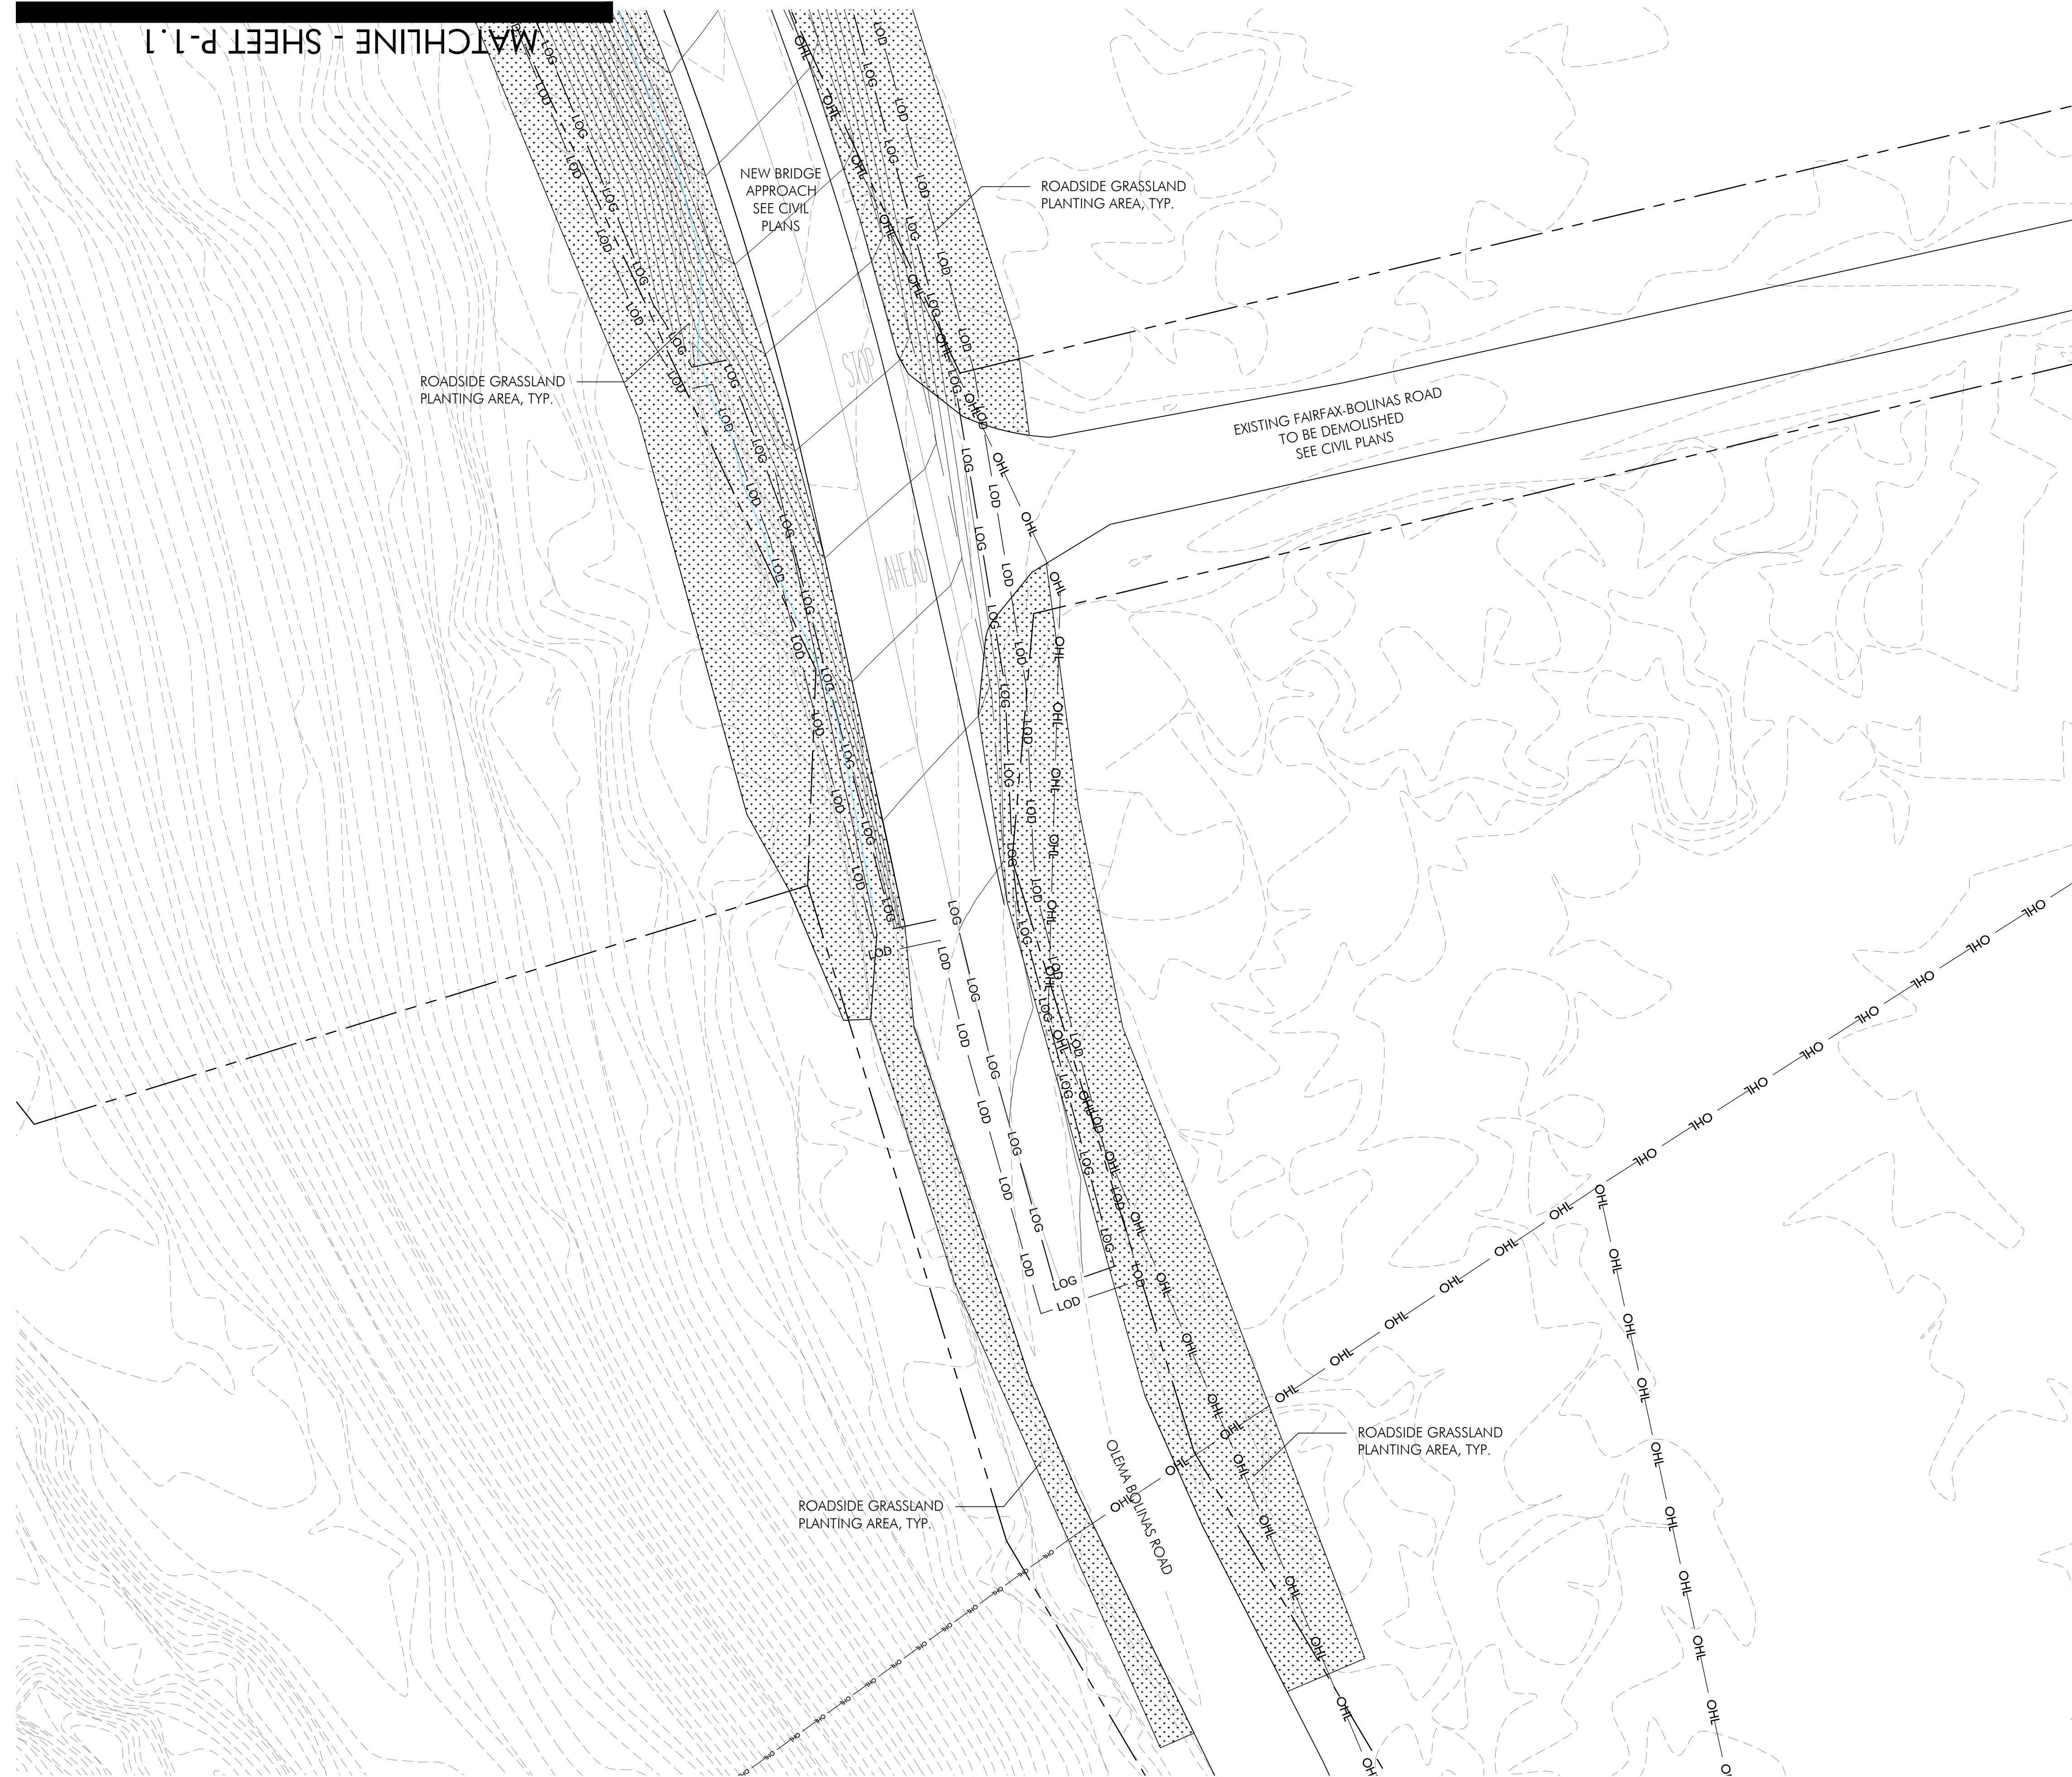 MATCHLINE - SHEET P-1.1
NEW BRIDGE
APPROACH
SEE CIVIL
PLANS
ROADSIDE GRASSLAND
PLANTING AREA, TYP.
ROADSIDE GRASSLAND
PLANTING AREA, TYP.
STOP
EXISTING FAIRFAX-BOLINAS ROAD
TO BE DEMOLISHED
SEE CIVIL PLANS
AHEAD
LOG
LOD
OHL
ROADSIDE GRASSLAND
PLANTING AREA, TYP.
OLEMA BOLINAS ROAD
ROADSIDE GRASSLAND
PLANTING AREA, TYP.